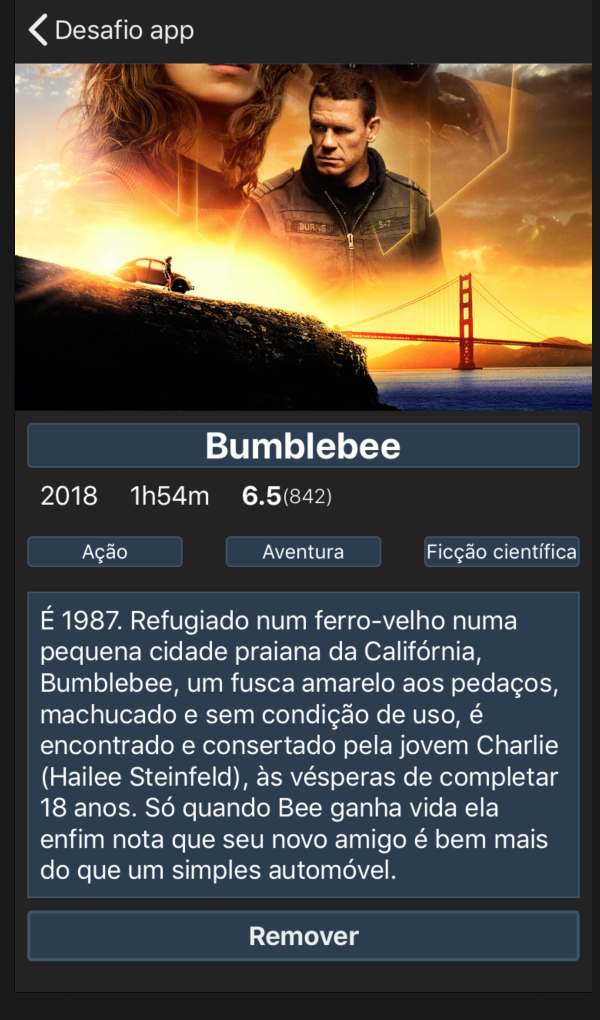 Desafio app
BURNS S-7
Bumblebee
2018 1h54m 6.5(842)
Ação Aventura Ficção científica
É 1987. Refugiado num ferro-velho numa
pequena cidade praiana da Califórnia,
Bumblebee, um fusca amarelo aos pedaços,
machucado e sem condição de uso, é
encontrado e consertado pela jovem Charlie
(Hailee Steinfeld), às vésperas de completar
18 anos. Só quando Bee ganha vida ela
enfim nota que seu novo amigo é bem mais
do que um simples automóvel.
Remover